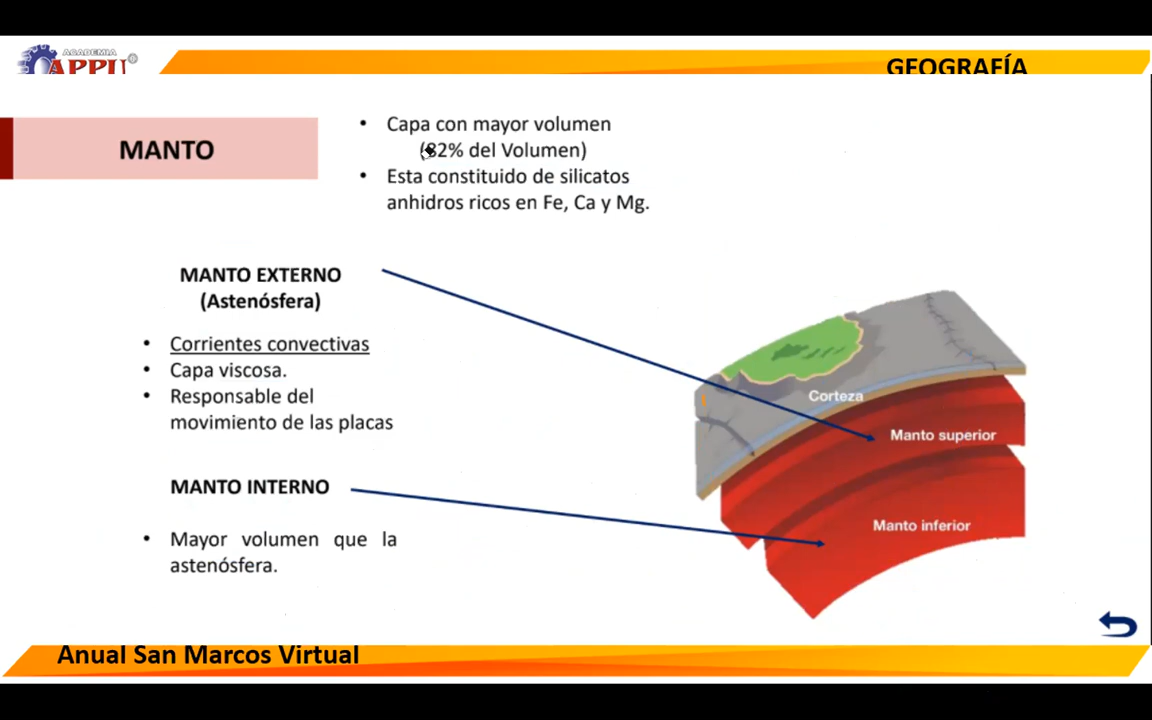 ACADEMIA
APPU
GEOGRAFÍA
MANTO
• Capa con mayor volumen
(82% del Volumen)
• Esta constituido de silicatos
anhidros ricos en Fe, Ca y Mg.
MANTO EXTERNO
(Astenósfera)
• Corrientes convectivas
• Capa viscosa.
• Responsable del
movimiento de las placas
MANTO INTERNO
• Mayor volumen que la
astenósfera.
Corteza
Manto superior
Manto inferior
Anual San Marcos Virtual